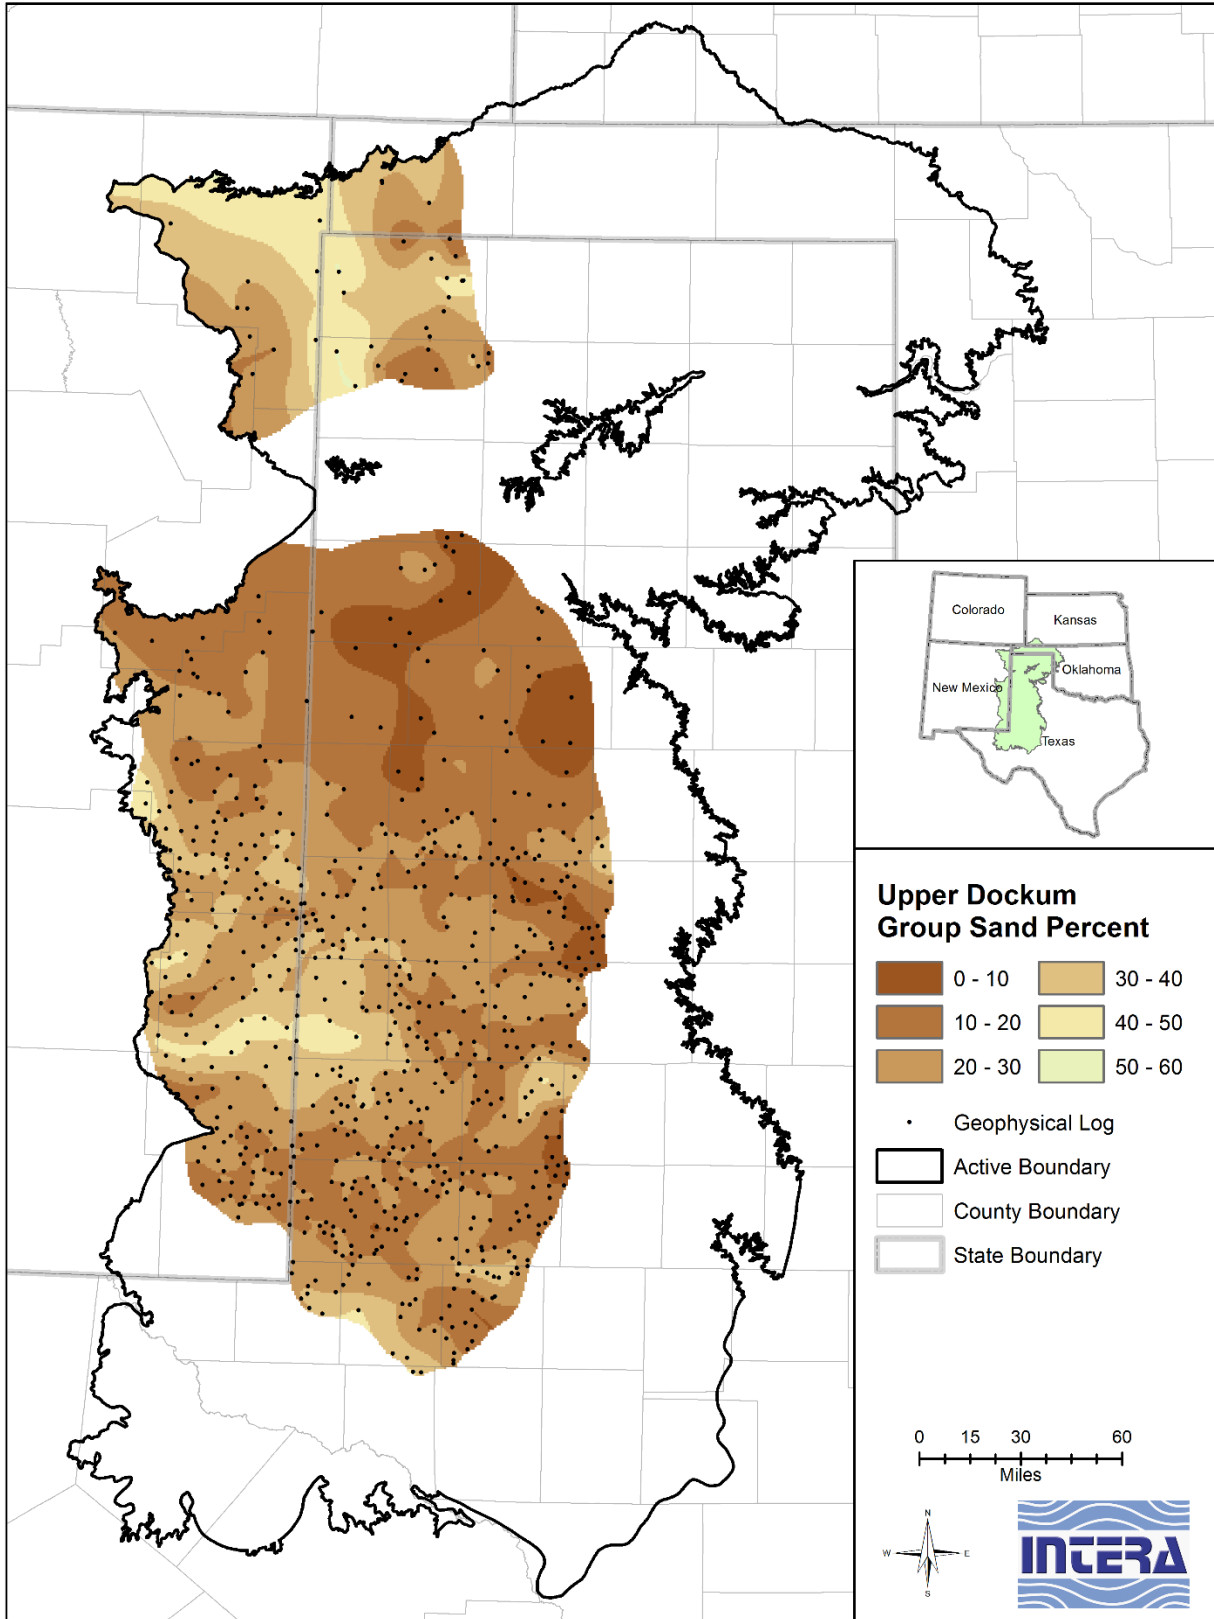 Colorado
Kansas
Oklahoma
New Mexico
Texas
Upper Dockum
Group Sand Percent
0 - 10
30 - 40
10 - 20
40 - 50
20 - 30
50 - 60
Geophysical Log
Active Boundary
County Boundary
State Boundary
0 15 30 60
Miles
N
W E
S
INTERA